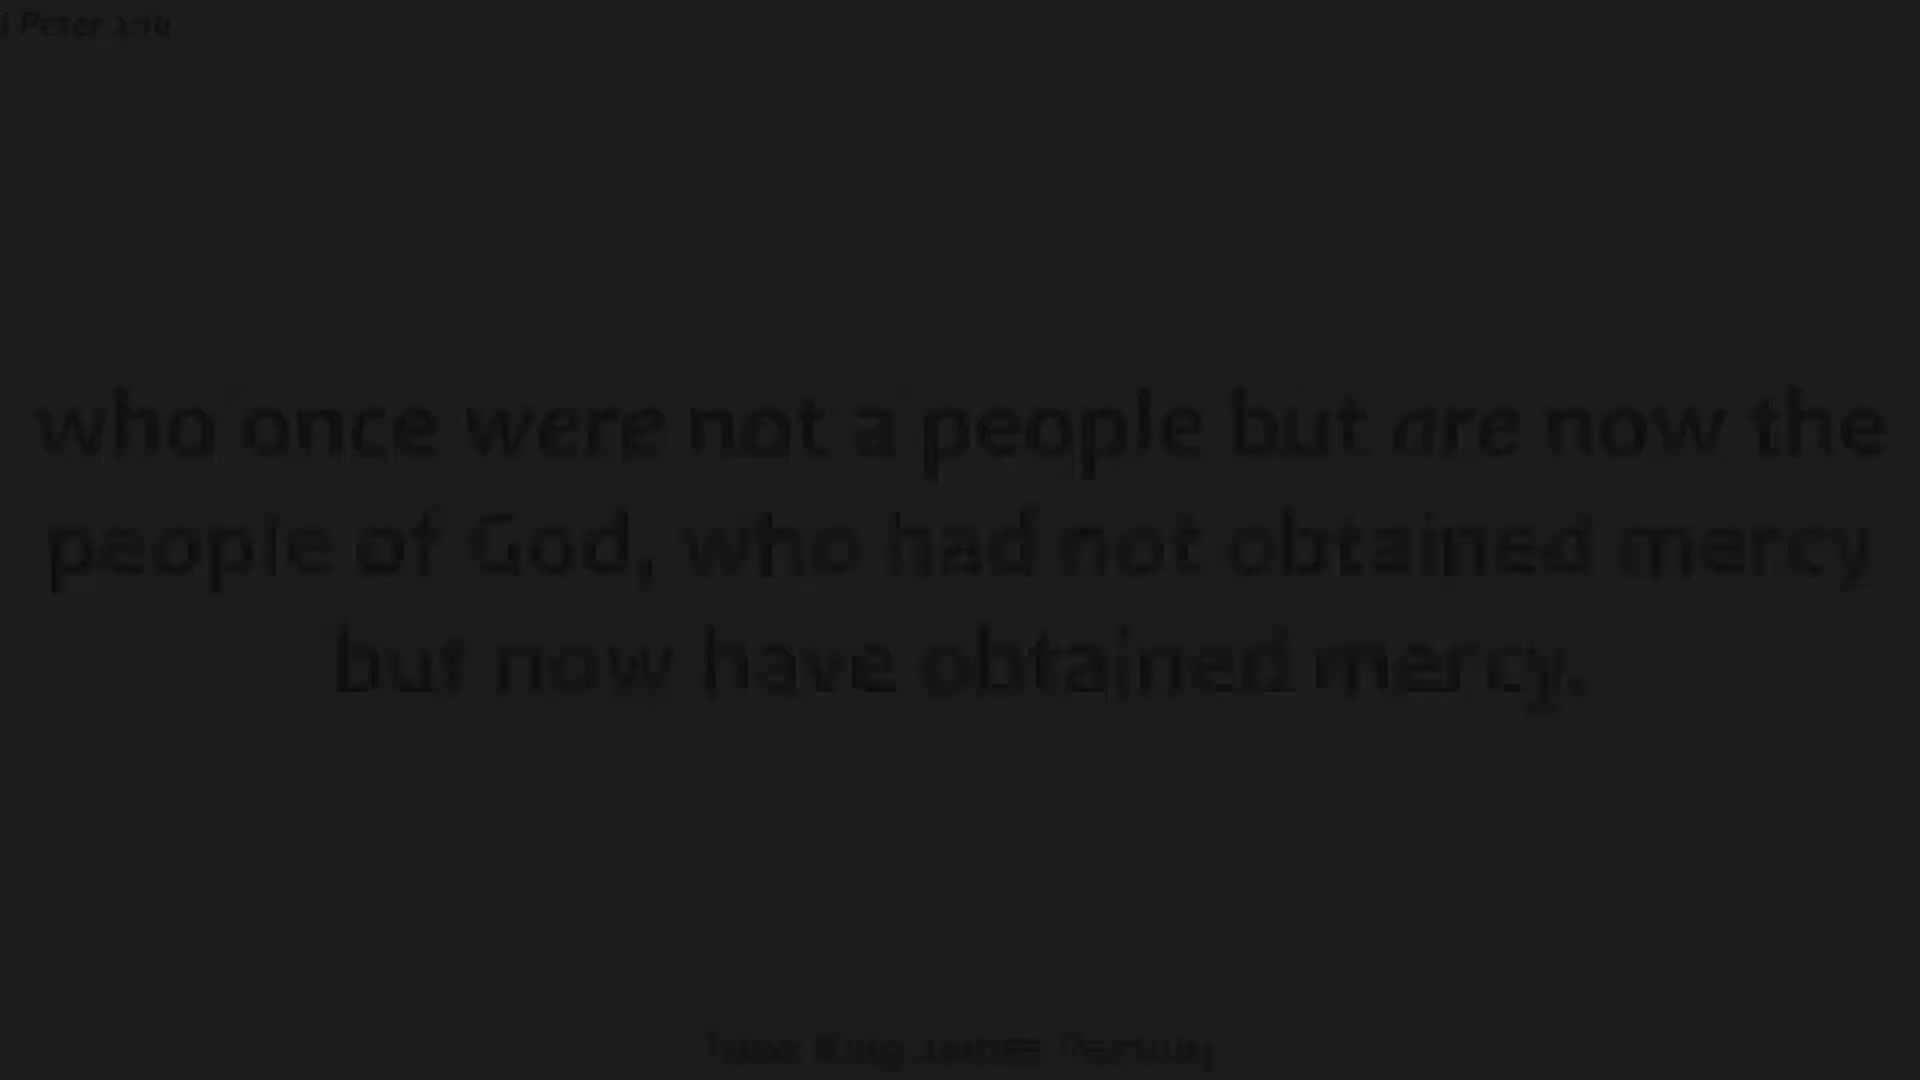 I Peter 2:10
who once were not a people but are now the
people of God, who had not obtained mercy
but now have obtained mercy.
New King James Version